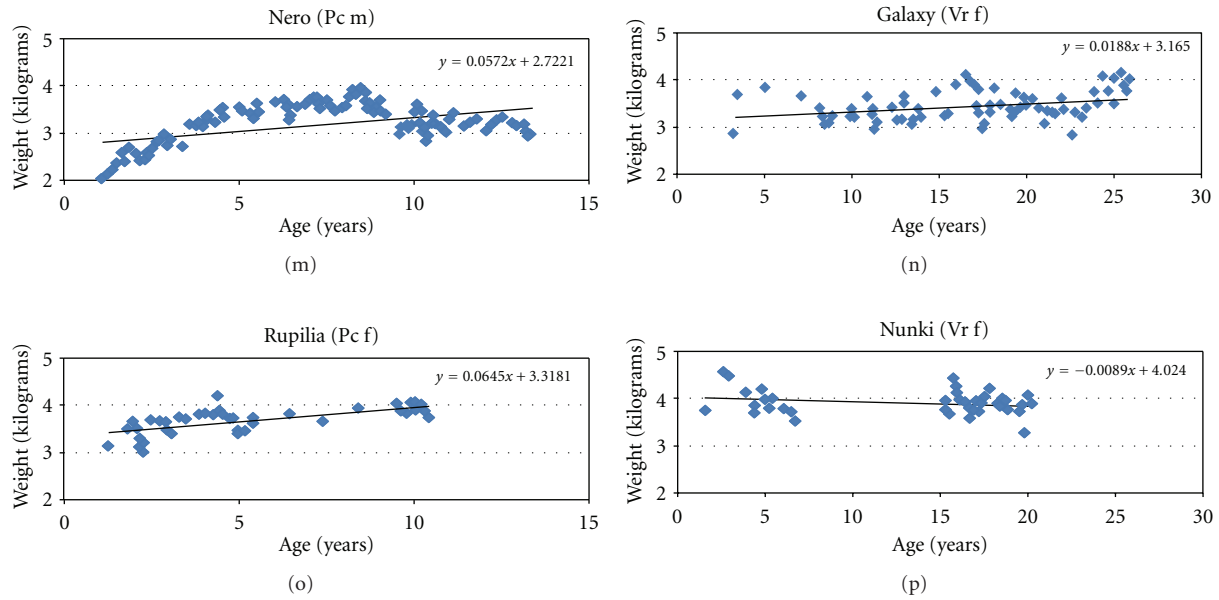 Nero (Pc m)
y = 0.0572x + 2.7221
Weight (kilograms)
5
4
3
2
0 5 10 15
Age (years)
(m)
Galaxy (Vr f)
y = 0.0188x + 3.165
Weight (kilograms)
5
4
3
2
0 5 10 15 20 25 30
Age (years)
(n)
Rupilia (Pc f)
y = 0.0645x + 3.3181
Weight (kilograms)
5
4
3
2
0 5 10 15
Age (years)
(o)
Nunki (Vr f)
y = −0.0089x + 4.024
Weight (kilograms)
5
4
3
2
0 5 10 15 20 25 30
Age (years)
(p)